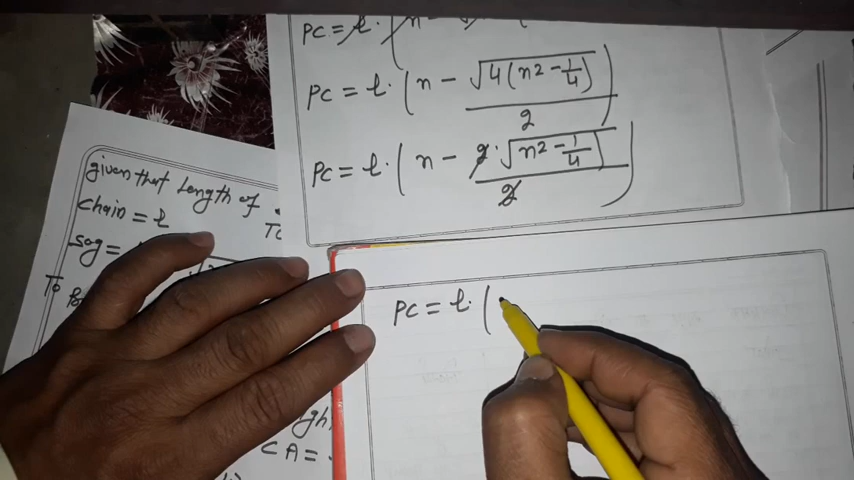 PC = l. ( n -
PC = l. ( n - √4(n² - 1/4) / 2 )
PC = l. ( n - 2.√n² - 1/4 / 2 )
given that Length of
Chain = l
sag =
To
PC = l. (
CA =